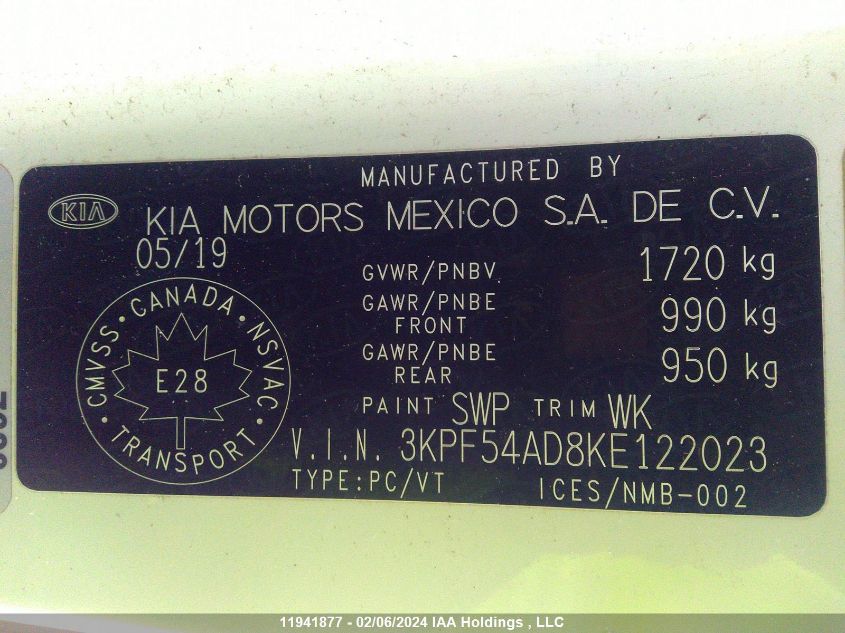 MANUFACTURED BY
KIA KIA MOTORS MEXICO S.A. DE C.V.
05/19
GVWR/PNBV 1720 kg
GAWR/PNBE FRONT 990 kg
GAWR/PNBE REAR 950 kg
PAINT SWP TRIM WK
CMVSS • CANADA • NSVAC • TRANSPORT •
E28
V.I.N. 3KPF54AD8KE122023
TYPE:PC/VT ICES/NMB-002
11941877 - 02/06/2024 IAA Holdings , LLC